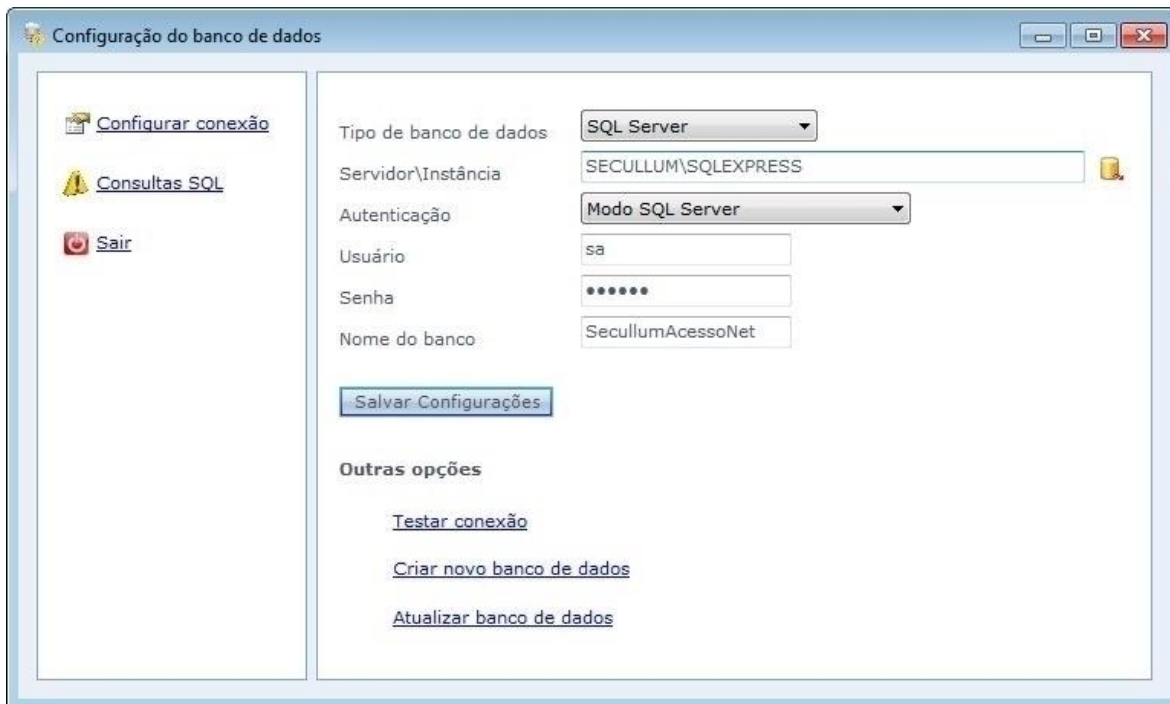 Configuração do banco de dados
Configurar conexão
Consultas SQL
Sair
Tipo de banco de dados SQL Server
Servidor\Instância SECULLUM\SQLEXPRESS
Autenticação Modo SQL Server
Usuário sa
Senha ••••••
Nome do banco SecullumAcessoNet
Salvar Configurações
Outras opções
Testar conexão
Criar novo banco de dados
Atualizar banco de dados